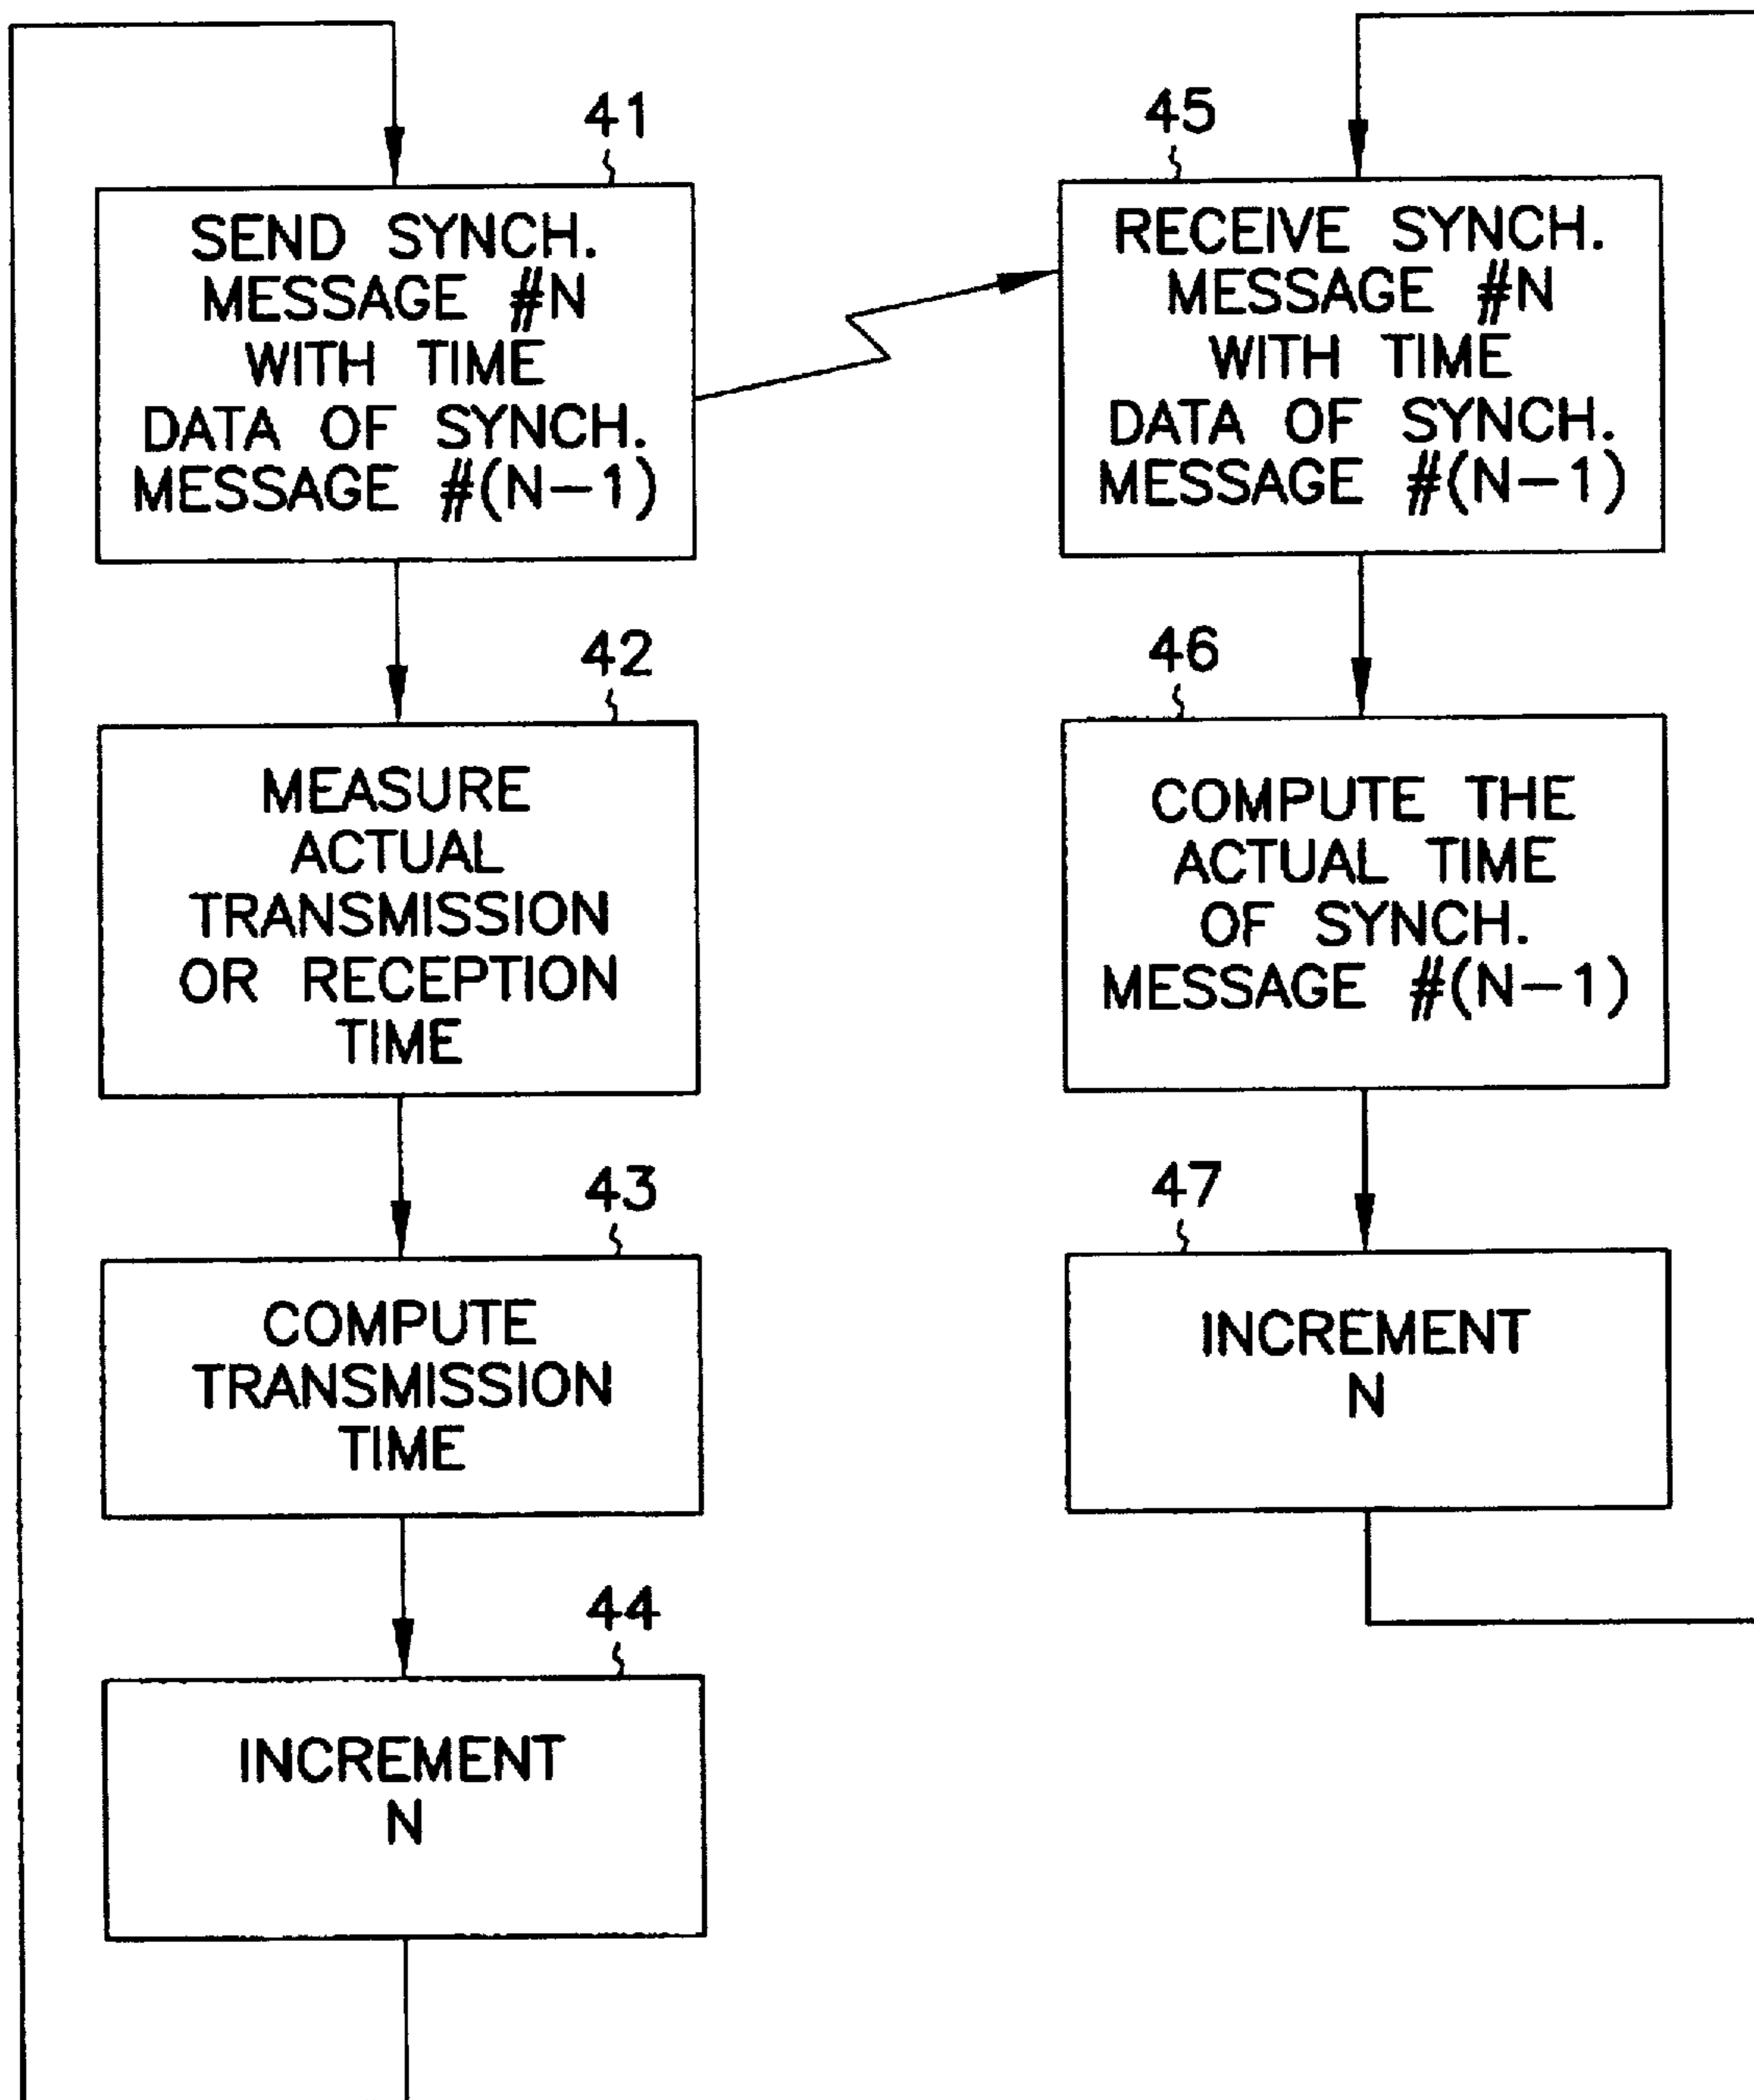 41
SEND SYNCH.
MESSAGE #N
WITH TIME
DATA OF SYNCH.
MESSAGE #(N-1)
42
MEASURE
ACTUAL
TRANSMISSION
OR RECEPTION
TIME
43
COMPUTE
TRANSMISSION
TIME
44
INCREMENT
N
45
RECEIVE SYNCH.
MESSAGE #N
WITH TIME
DATA OF SYNCH.
MESSAGE #(N-1)
46
COMPUTE THE
ACTUAL TIME
OF SYNCH.
MESSAGE #(N-1)
47
INCREMENT
N